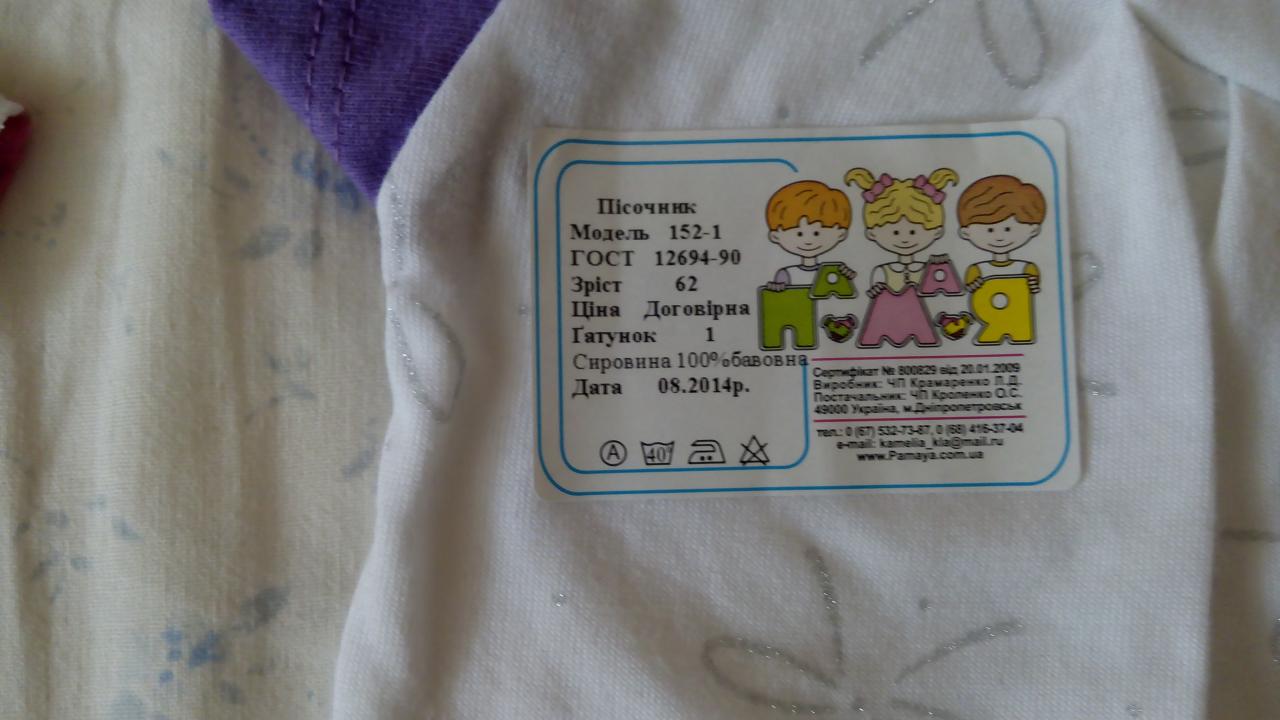 Пісочник
Модель 152-1
ГОСТ 12694-90
Зріст 62
Ціна Договірна
Ґатунок 1
Сировина 100%бавовна
Дата 08.2014р.
А 40°
ПАМАЯ
Сертифікат № 800829 від 20.01.2009
Виробник: ЧП Крамаренко Л.Д.
Постачальник: ЧП Кропенко О.С.
49000 Україна, м.Дніпропетровськ
тел.: 0 (67) 532-73-87, 0 (68) 416-37-04
e-mail: kamelia_kla@mail.ru
www.Pamaya.com.ua